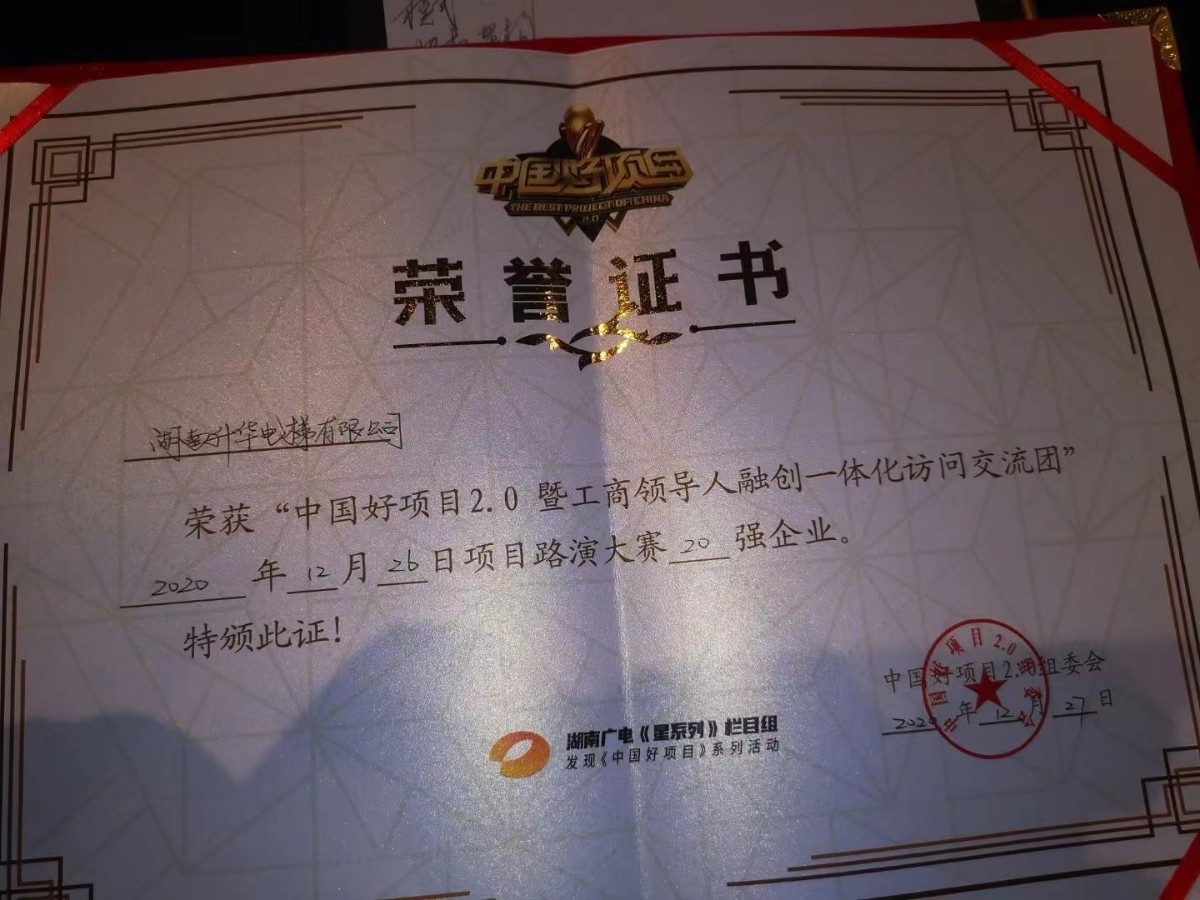 中国好项目
THE BEST PROJECT OF CHINA
2.0
荣誉证书
湖南升华电梯有限公司
荣获“中国好项目2.0 暨工商领导人融创一体化访问交流团”
2020 年 12 月 26 日项目路演大赛 20 强企业。
特颁此证!
中国好项目2.0组委会
2020 年 12 月 27 日
湖南广电《星系列》栏目组
发现《中国好项目》系列活动